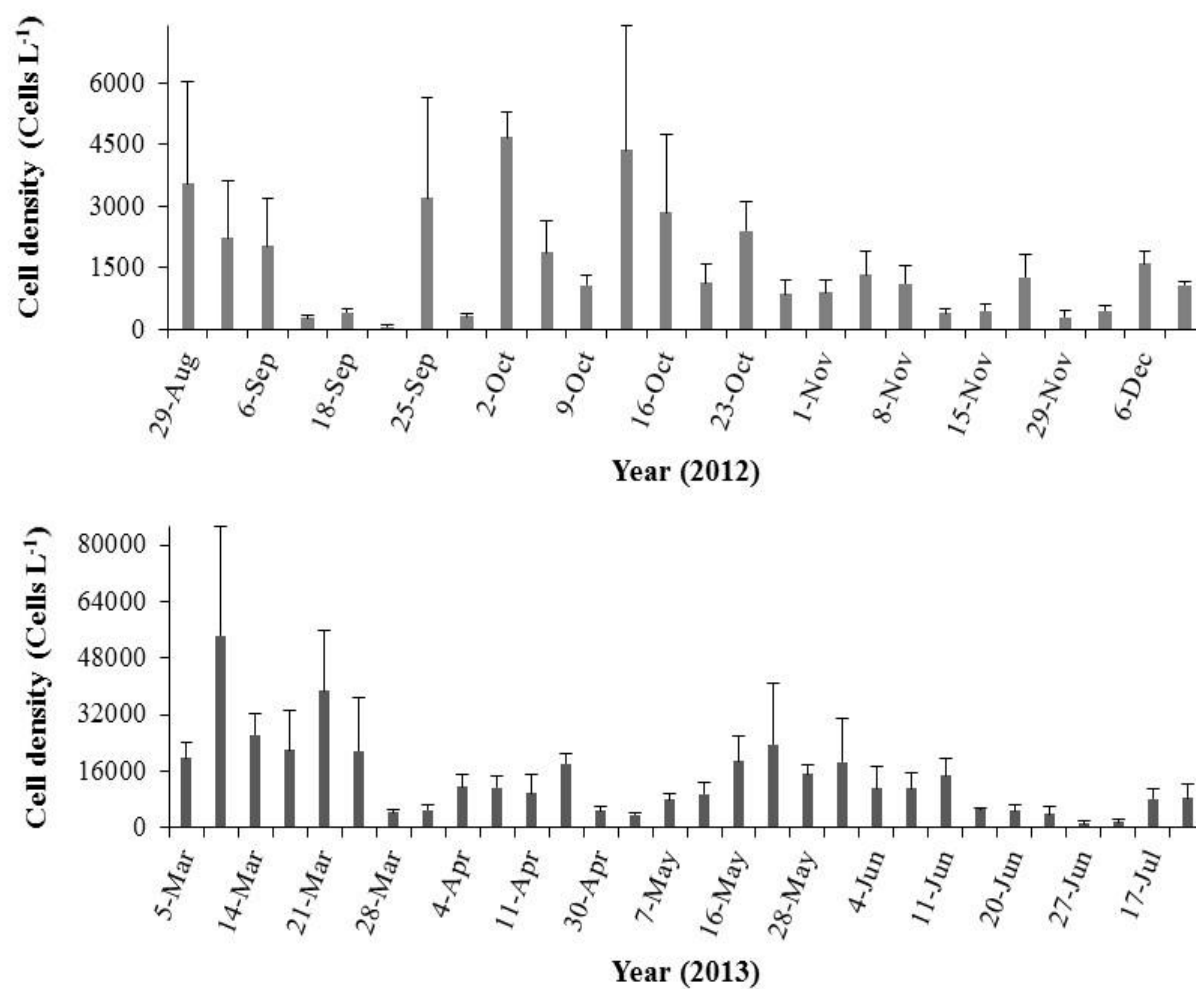 Cell density (Cells L-1)
6000
4500
3000
1500
0
29-Aug
6-Sep
18-Sep
25-Sep
2-Oct
9-Oct
16-Oct
23-Oct
1-Nov
8-Nov
15-Nov
29-Nov
6-Dec
Year (2012)
Cell density (Cells L-1)
80000
64000
48000
32000
16000
0
5-Mar
14-Mar
21-Mar
28-Mar
4-Apr
11-Apr
30-Apr
7-May
16-May
28-May
4-Jun
11-Jun
20-Jun
27-Jun
17-Jul
Year (2013)